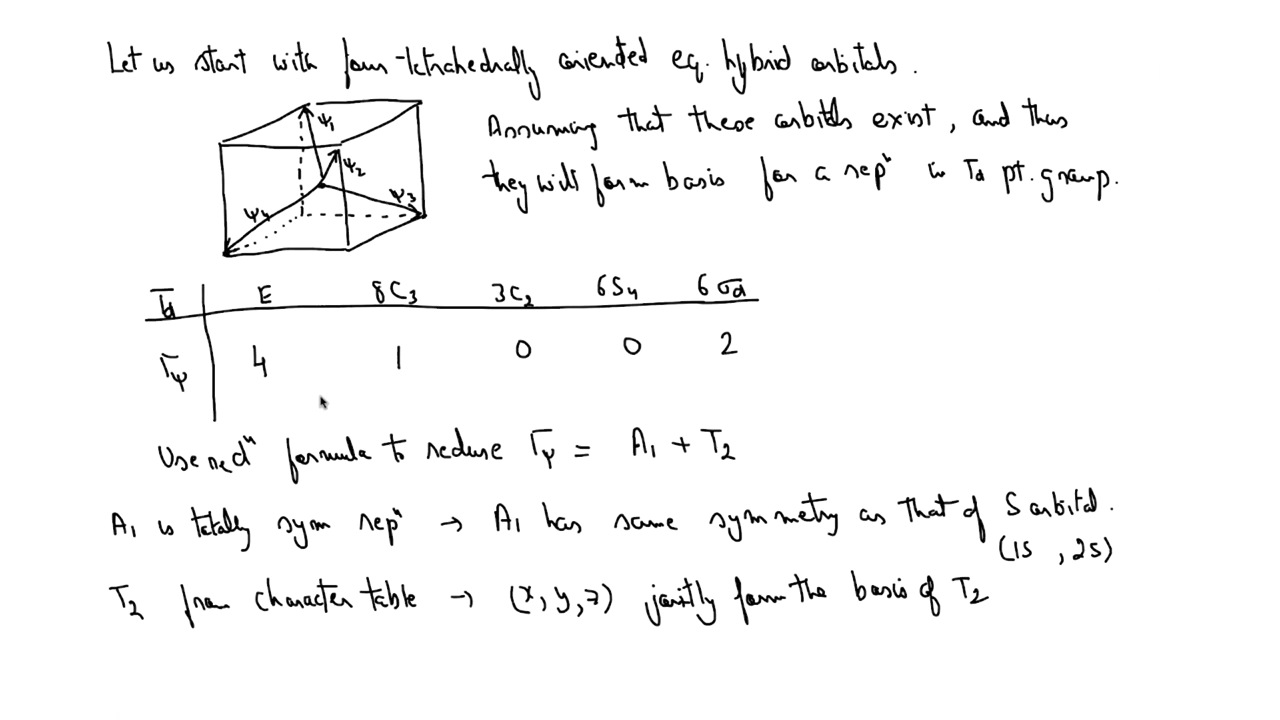 Let us start with four-tetrahedrally oriented eq. hybrid orbitals.
Assuming that these orbitals exist, and thus
they will form basis for a repⁿ in Td pt. group.
ψ₁
ψ₂
ψ₃
ψ₄
Td E 8C₃ 3C₂ 6S₄ 6σd
Γψ 4 1 0 0 2
Use redⁿ formula to reduce Γψ = A₁ + T₂
A₁ is totally sym repⁿ → A₁ has same symmetry as that of S orbital.
(1s , 2s)
T₂ from character table → (x, y, z) jointly form the basis of T₂